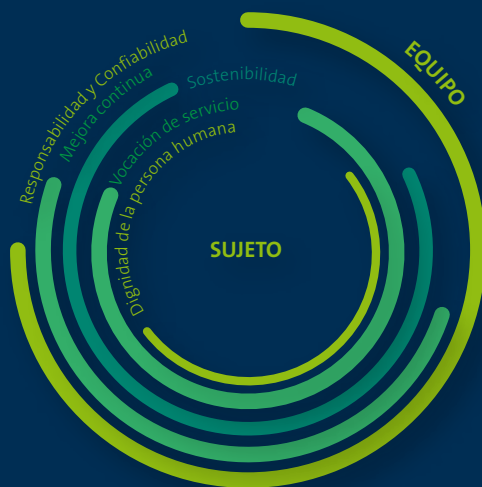 EQUIPO
Responsabilidad y Confiabilidad
Mejora continua
Sostenibilidad
Vocación de servicio
Dignidad de la persona humana
SUJETO